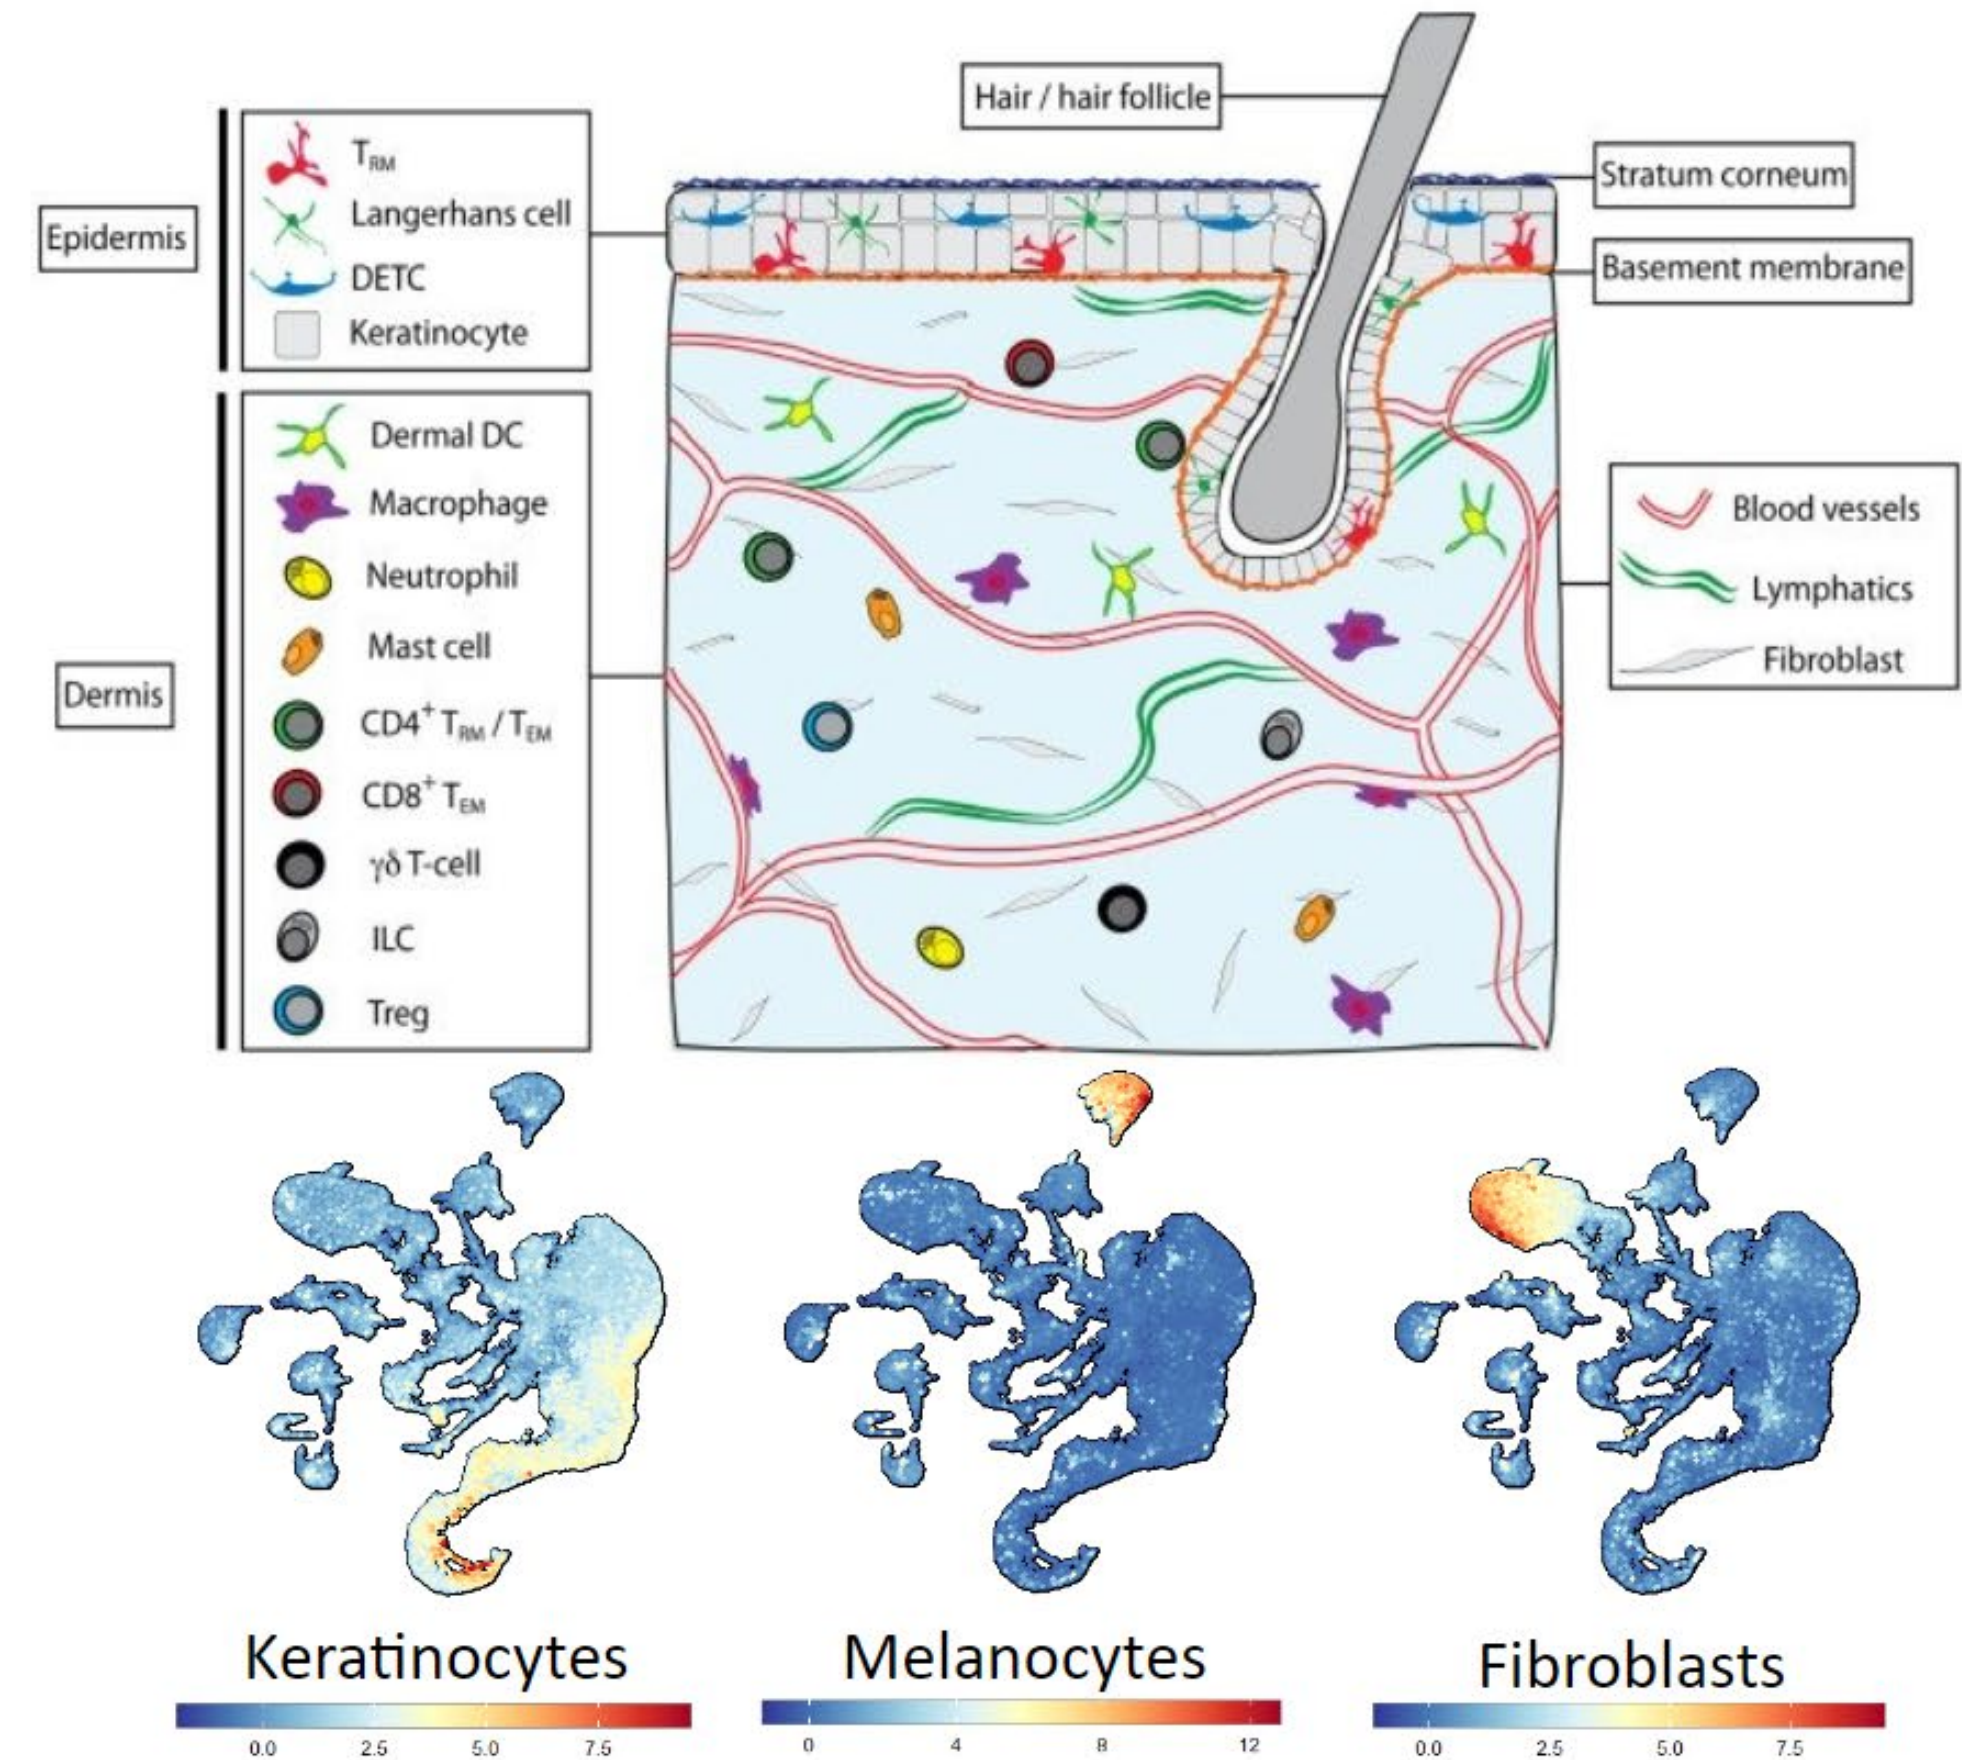 Hair / hair follicle
Stratum corneum
Basement membrane
Epidermis
TRM
Langerhans cell
DETC
Keratinocyte
Dermis
Dermal DC
Macrophage
Neutrophil
Mast cell
CD4+ TRM / TEM
CD8+ TEM
γδ T-cell
ILC
Treg
Blood vessels
Lymphatics
Fibroblast
Keratinocytes
0.0 2.5 5.0 7.5
Melanocytes
0 4 8 12
Fibroblasts
0.0 2.5 5.0 7.5